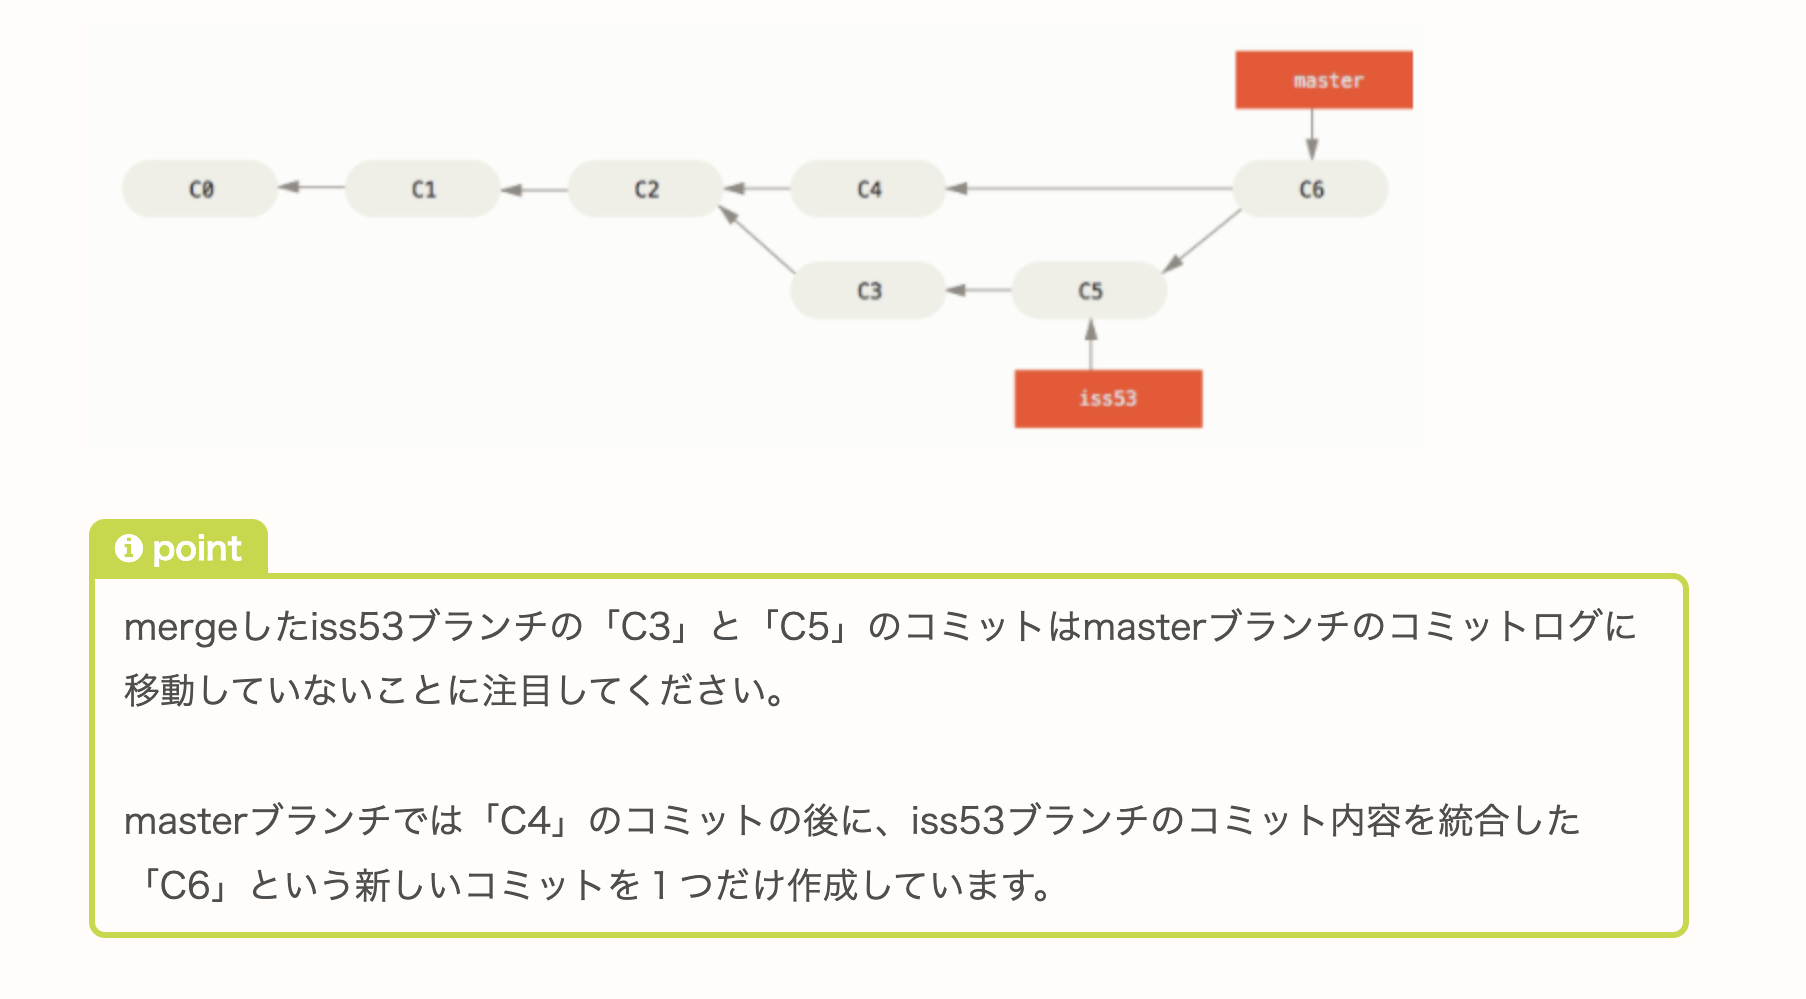 master
C0
C1
C2
C4
C6
C3
C5
iss53
point
mergeしたiss53ブランチの「C3」と「C5」のコミットはmasterブランチのコミットログに
移動していないことに注目してください。
masterブランチでは「C4」のコミットの後に、iss53ブランチのコミット内容を統合した
「C6」という新しいコミットを１つだけ作成しています。